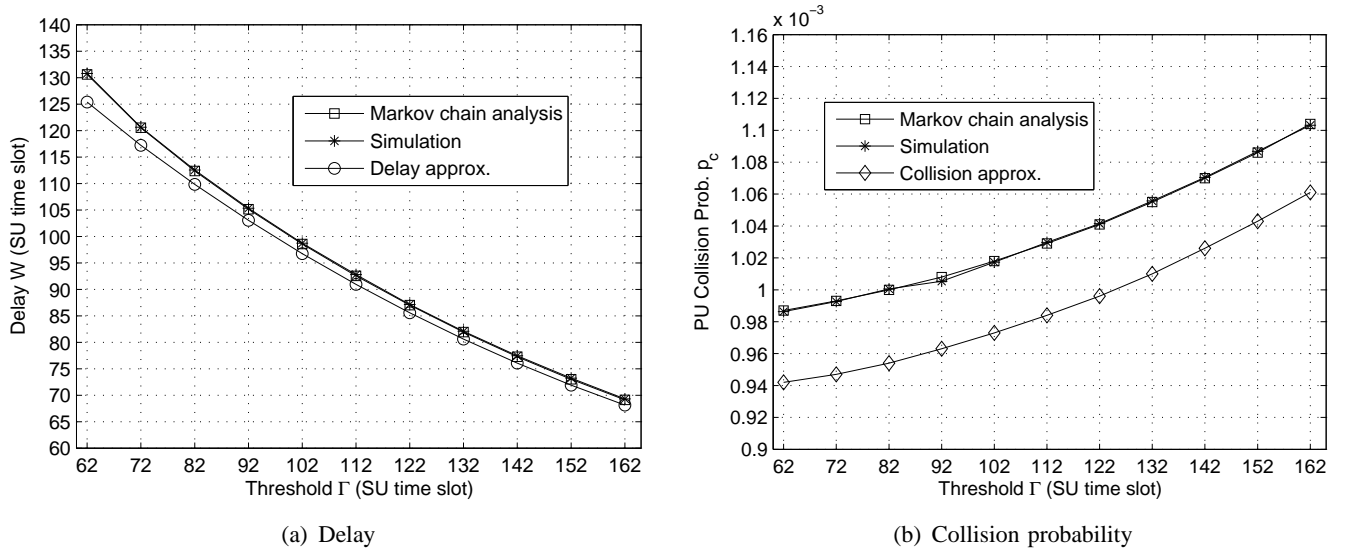 140
135
130
125
120
115
110
105
100
95
90
85
80
75
70
65
60
Delay W (SU time slot)
Markov chain analysis
Simulation
Delay approx.
62 72 82 92 102 112 122 132 142 152 162
Threshold Γ (SU time slot)
(a) Delay
x 10⁻³
1.16
1.14
1.12
1.1
1.08
1.06
1.04
1.02
1
0.98
0.96
0.94
0.92
0.9
PU Collision Prob. p_c
Markov chain analysis
Simulation
Collision approx.
62 72 82 92 102 112 122 132 142 152 162
Threshold Γ (SU time slot)
(b) Collision probability